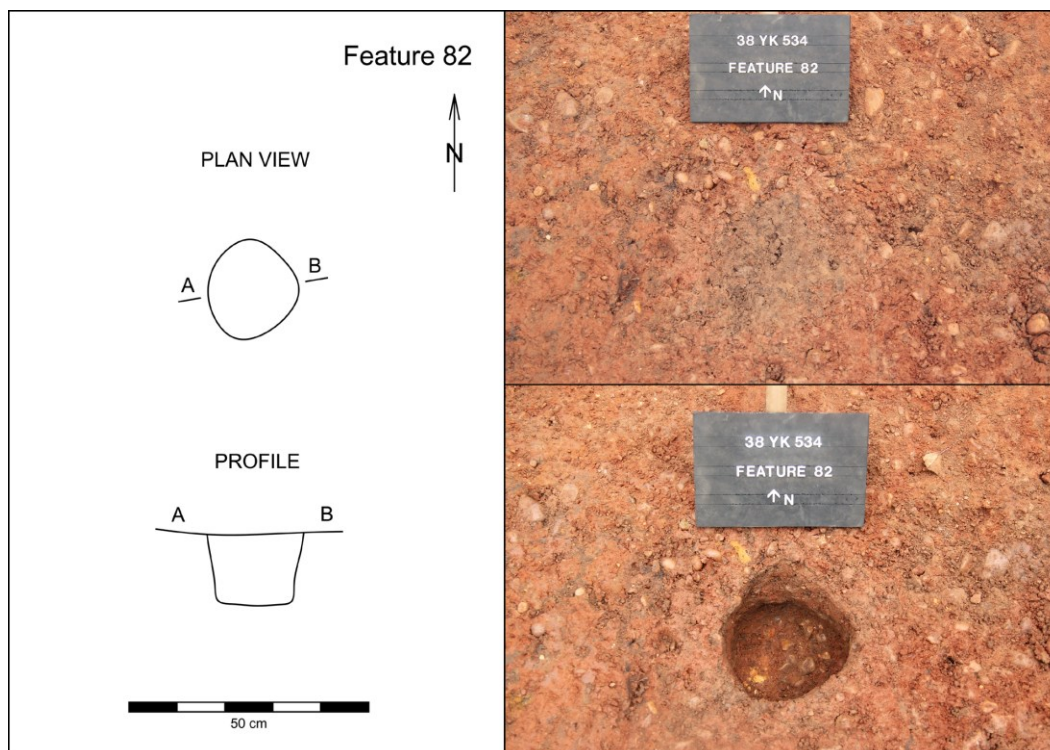 Feature 82
N
PLAN VIEW
A
B
PROFILE
A
B
50 cm
38 YK 534
FEATURE 82
↑N
38 YK 534
FEATURE 82
↑N